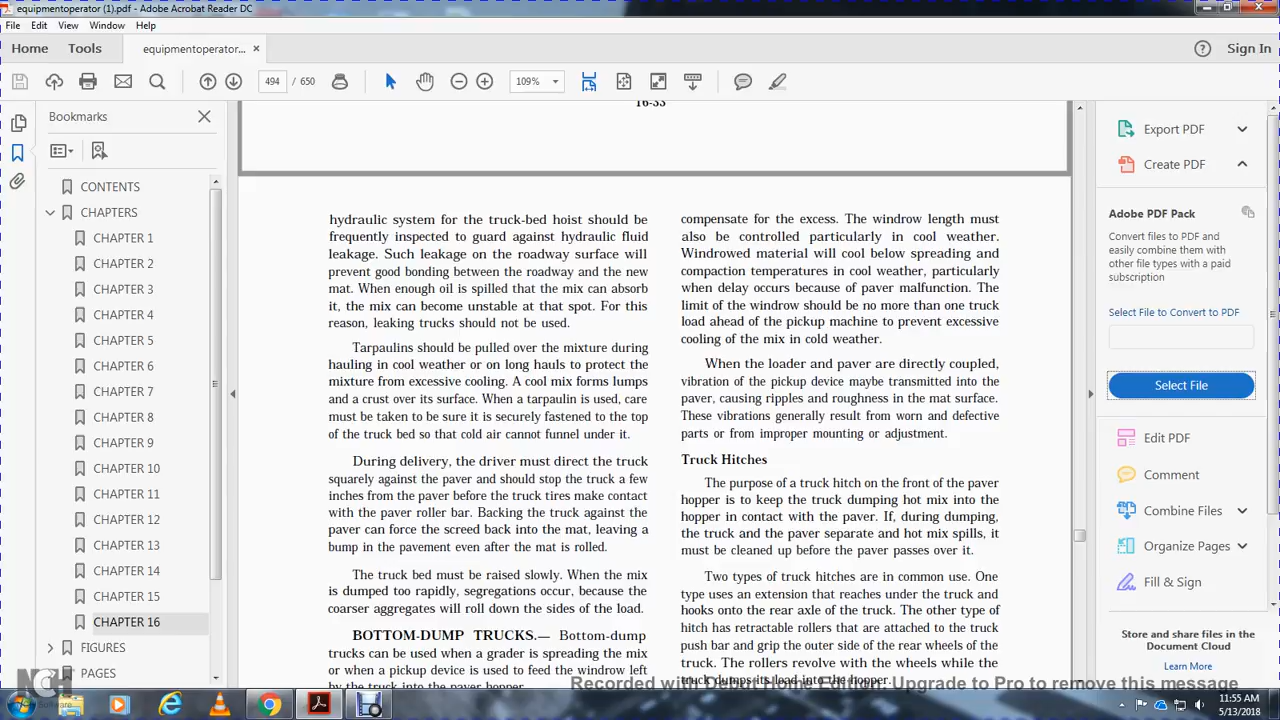 equipmentoperator (1).pdf - Adobe Acrobat Reader DC
File Edit View Window Help
Home Tools equipmentoperator... × Sign In
494 / 650 109%
Bookmarks
CONTENTS
CHAPTERS
CHAPTER 1
CHAPTER 2
CHAPTER 3
CHAPTER 4
CHAPTER 5
CHAPTER 6
CHAPTER 7
CHAPTER 8
CHAPTER 9
CHAPTER 10
CHAPTER 11
CHAPTER 12
CHAPTER 13
CHAPTER 14
CHAPTER 15
CHAPTER 16
FIGURES
PAGES
16-33
hydraulic system for the truck-bed hoist should be
frequently inspected to guard against hydraulic fluid
leakage. Such leakage on the roadway surface will
prevent good bonding between the roadway and the new
mat. When enough oil is spilled that the mix can absorb
it, the mix can become unstable at that spot. For this
reason, leaking trucks should not be used.
Tarpaulins should be pulled over the mixture during
hauling in cool weather or on long hauls to protect the
mixture from excessive cooling. A cool mix forms lumps
and a crust over its surface. When a tarpaulin is used, care
must be taken to be sure it is securely fastened to the top
of the truck bed so that cold air cannot funnel under it.
During delivery, the driver must direct the truck
squarely against the paver and should stop the truck a few
inches from the paver before the truck tires make contact
with the paver roller bar. Backing the truck against the
paver can force the screed back into the mat, leaving a
bump in the pavement even after the mat is rolled.
The truck bed must be raised slowly. When the mix
is dumped too rapidly, segregations occur, because the
coarser aggregates will roll down the sides of the load.
BOTTOM-DUMP TRUCKS.— Bottom-dump
trucks can be used when a grader is spreading the mix
or when a pickup device is used to feed the windrow left
by the truck into the paver hopper.
compensate for the excess. The windrow length must
also be controlled particularly in cool weather.
Windrowed material will cool below spreading and
compaction temperatures in cool weather, particularly
when delay occurs because of paver malfunction. The
limit of the windrow should be no more than one truck
load ahead of the pickup machine to prevent excessive
cooling of the mix in cold weather.
When the loader and paver are directly coupled,
vibration of the pickup device maybe transmitted into the
paver, causing ripples and roughness in the mat surface.
These vibrations generally result from worn and defective
parts or from improper mounting or adjustment.
Truck Hitches
The purpose of a truck hitch on the front of the paver
hopper is to keep the truck dumping hot mix into the
hopper in contact with the paver. If, during dumping,
the truck and the paver separate and hot mix spills, it
must be cleaned up before the paver passes over it.
Two types of truck hitches are in common use. One
type uses an extension that reaches under the truck and
hooks onto the rear axle of the truck. The other type of
hitch has retractable rollers that are attached to the truck
push bar and grip the outer side of the rear wheels of the
truck. The rollers revolve with the wheels while the
truck dumps its load into the hopper.
Export PDF
Create PDF
Adobe PDF Pack
Convert files to PDF and
easily combine them with
other file types with a paid
subscription
Select File to Convert to PDF
Select File
Edit PDF
Comment
Combine Files
Organize Pages
Fill & Sign
Store and share files in the
Document Cloud
Learn More
NCH Software
Upgrade to Pro to remove this message
11:55 AM
5/13/2018